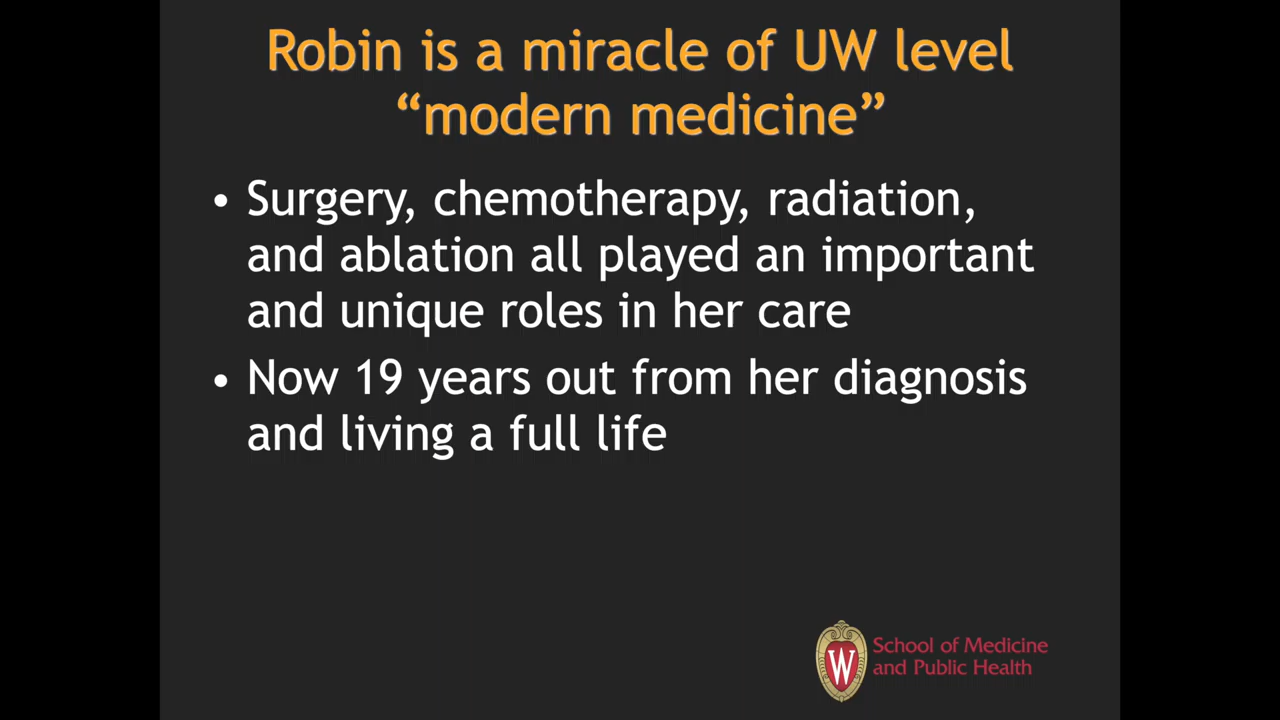 Robin is a miracle of UW level
“modern medicine”
• Surgery, chemotherapy, radiation,
and ablation all played an important
and unique roles in her care
• Now 19 years out from her diagnosis
and living a full life
W
School of Medicine
and Public Health